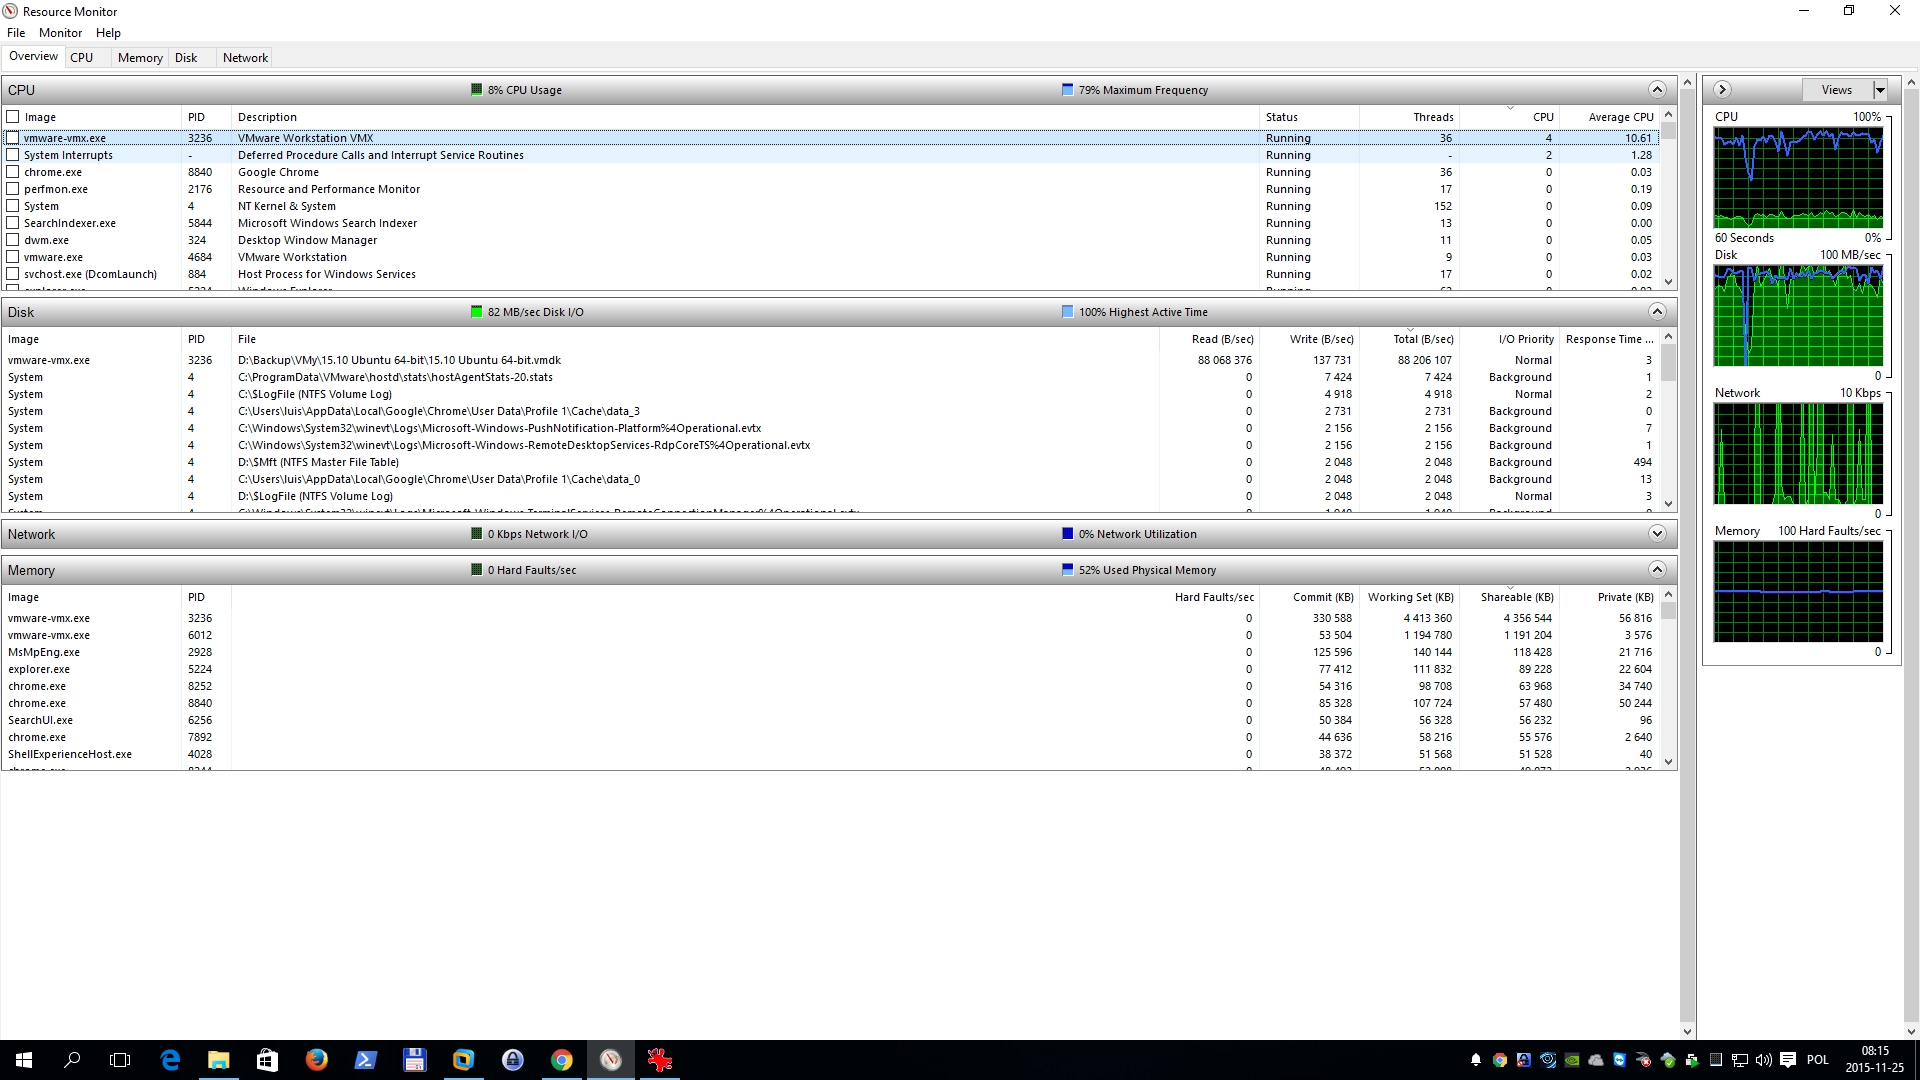 Resource Monitor
File Monitor Help
Overview CPU Memory Disk Network
CPU 8% CPU Usage 79% Maximum Frequency
Image PID Description Status Threads CPU Average CPU
vmware-vmx.exe 3236 VMware Workstation VMX Running 36 4 10.61
System Interrupts - Deferred Procedure Calls and Interrupt Service Routines Running - 2 1.28
chrome.exe 8840 Google Chrome Running 36 0 0.03
perfmon.exe 2176 Resource and Performance Monitor Running 17 0 0.19
System 4 NT Kernel & System Running 152 0 0.09
SearchIndexer.exe 5844 Microsoft Windows Search Indexer Running 13 0 0.00
dwm.exe 324 Desktop Window Manager Running 11 0 0.05
vmware.exe 4684 VMware Workstation Running 9 0 0.03
svchost.exe (DcomLaunch) 884 Host Process for Windows Services Running 17 0 0.02
Disk 82 MB/sec Disk I/O 100% Highest Active Time
Image PID File Read (B/sec) Write (B/sec) Total (B/sec) I/O Priority Response Time ...
vmware-vmx.exe 3236 D:\Backup\VMy\15.10 Ubuntu 64-bit\15.10 Ubuntu 64-bit.vmdk 88 068 376 137 731 88 206 107 Normal 3
System 4 C:\ProgramData\VMware\hostd\stats\hostAgentStats-20.stats 0 7 424 7 424 Background 1
System 4 C:\$LogFile (NTFS Volume Log) 0 4 918 4 918 Normal 2
System 4 C:\Users\luis\AppData\Local\Google\Chrome\User Data\Profile 1\Cache\data_3 0 2 731 2 731 Background 0
System 4 C:\Windows\System32\winevt\Logs\Microsoft-Windows-PushNotification-Platform%4Operational.evtx 0 2 156 2 156 Background 7
System 4 C:\Windows\System32\winevt\Logs\Microsoft-Windows-RemoteDesktopServices-RdpCoreTS%4Operational.evtx 0 2 156 2 156 Background 1
System 4 D:\$Mft (NTFS Master File Table) 0 2 048 2 048 Background 494
System 4 C:\Users\luis\AppData\Local\Google\Chrome\User Data\Profile 1\Cache\data_0 0 2 048 2 048 Background 13
System 4 D:\$LogFile (NTFS Volume Log) 0 2 048 2 048 Normal 3
Network 0 Kbps Network I/O 0% Network Utilization
Memory 0 Hard Faults/sec 52% Used Physical Memory
Image PID Hard Faults/sec Commit (KB) Working Set (KB) Shareable (KB) Private (KB)
vmware-vmx.exe 3236 0 330 588 4 413 360 4 356 544 56 816
vmware-vmx.exe 6012 0 53 504 1 194 780 1 191 204 3 576
MsMpEng.exe 2928 0 125 596 140 144 118 428 21 716
explorer.exe 5224 0 77 412 111 832 89 228 22 604
chrome.exe 8252 0 54 316 98 708 63 968 34 740
chrome.exe 8840 0 85 328 107 724 57 480 50 244
SearchUI.exe 6256 0 50 384 56 328 56 232 96
chrome.exe 7892 0 44 636 58 216 55 576 2 640
ShellExperienceHost.exe 4028 0 38 372 51 568 51 528 40
Views
CPU 100%
60 Seconds 0%
Disk 100 MB/sec
0
Network 10 Kbps
0
Memory 100 Hard Faults/sec
0
POL
08:15
2015-11-25